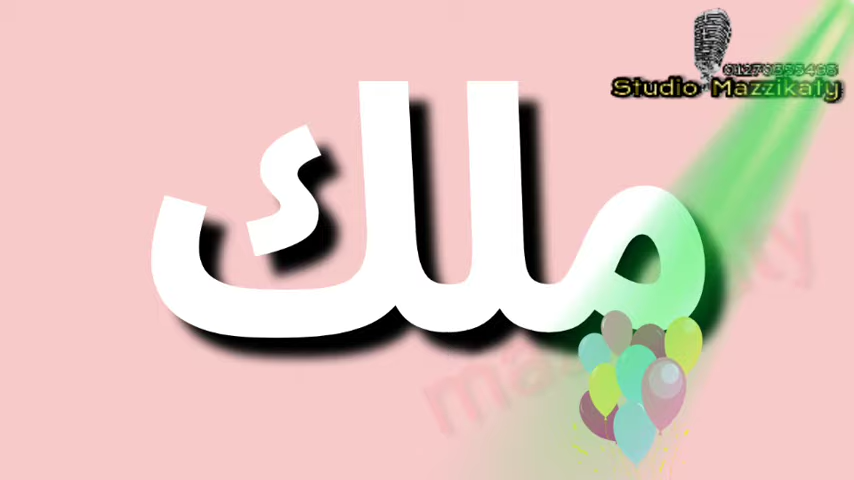 Studio Mazzikaty
ملك